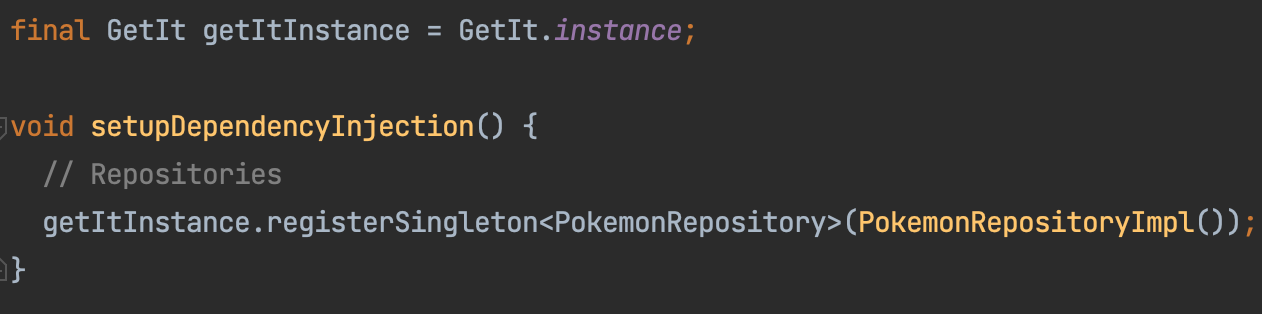 final GetIt getItInstance = GetIt.instance;
void setupDependencyInjection() {
// Repositories
getItInstance.registerSingleton<PokemonRepository>(PokemonRepositoryImpl());
}